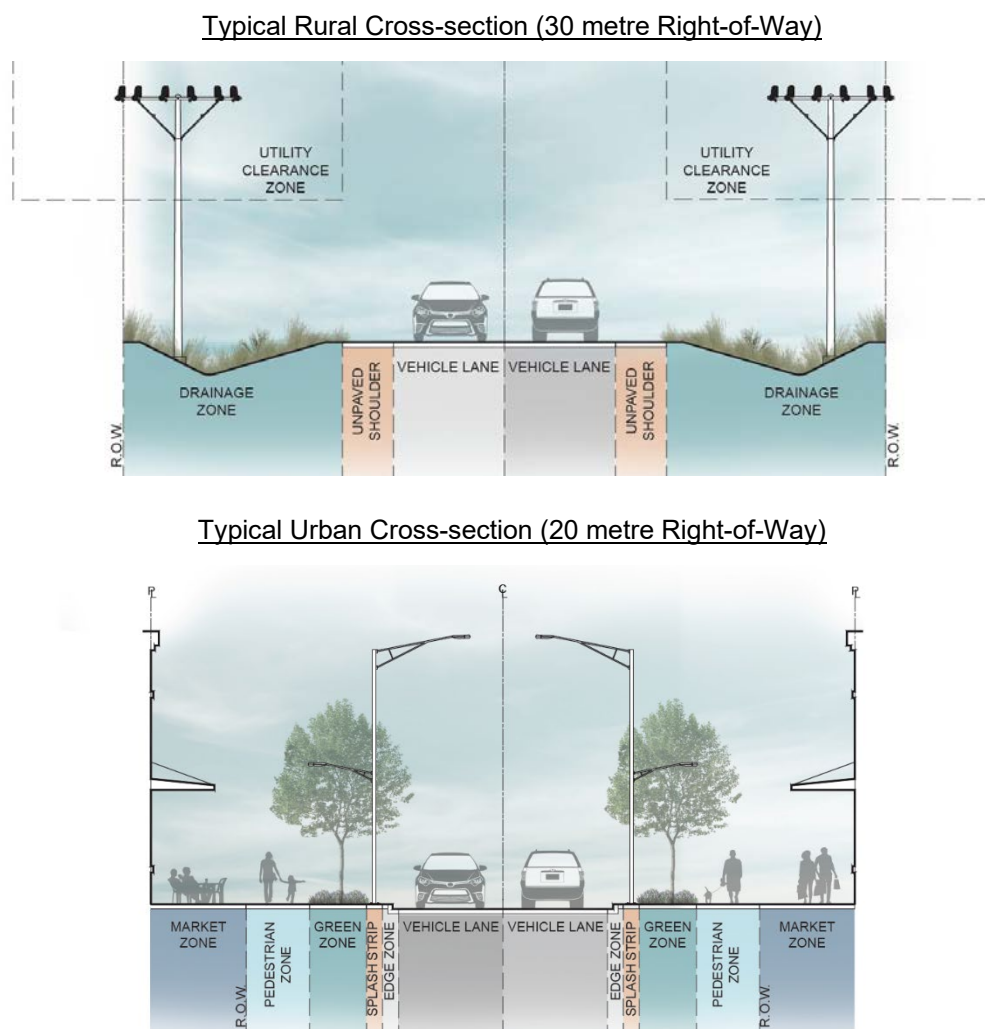 Typical Rural Cross-section (30 metre Right-of-Way)
UTILITY
CLEARANCE
ZONE
UTILITY
CLEARANCE
ZONE
DRAINAGE
ZONE
UNPAVED
SHOULDER
VEHICLE LANE
VEHICLE LANE
UNPAVED
SHOULDER
DRAINAGE
ZONE
R.O.W.
R.O.W.
Typical Urban Cross-section (20 metre Right-of-Way)
PL
CL
PL
MARKET
ZONE
PEDESTRIAN
ZONE
GREEN
ZONE
SPLASH STRIP
EDGE ZONE
VEHICLE LANE
VEHICLE LANE
EDGE ZONE
SPLASH STRIP
GREEN
ZONE
PEDESTRIAN
ZONE
MARKET
ZONE
R.O.W.
R.O.W.